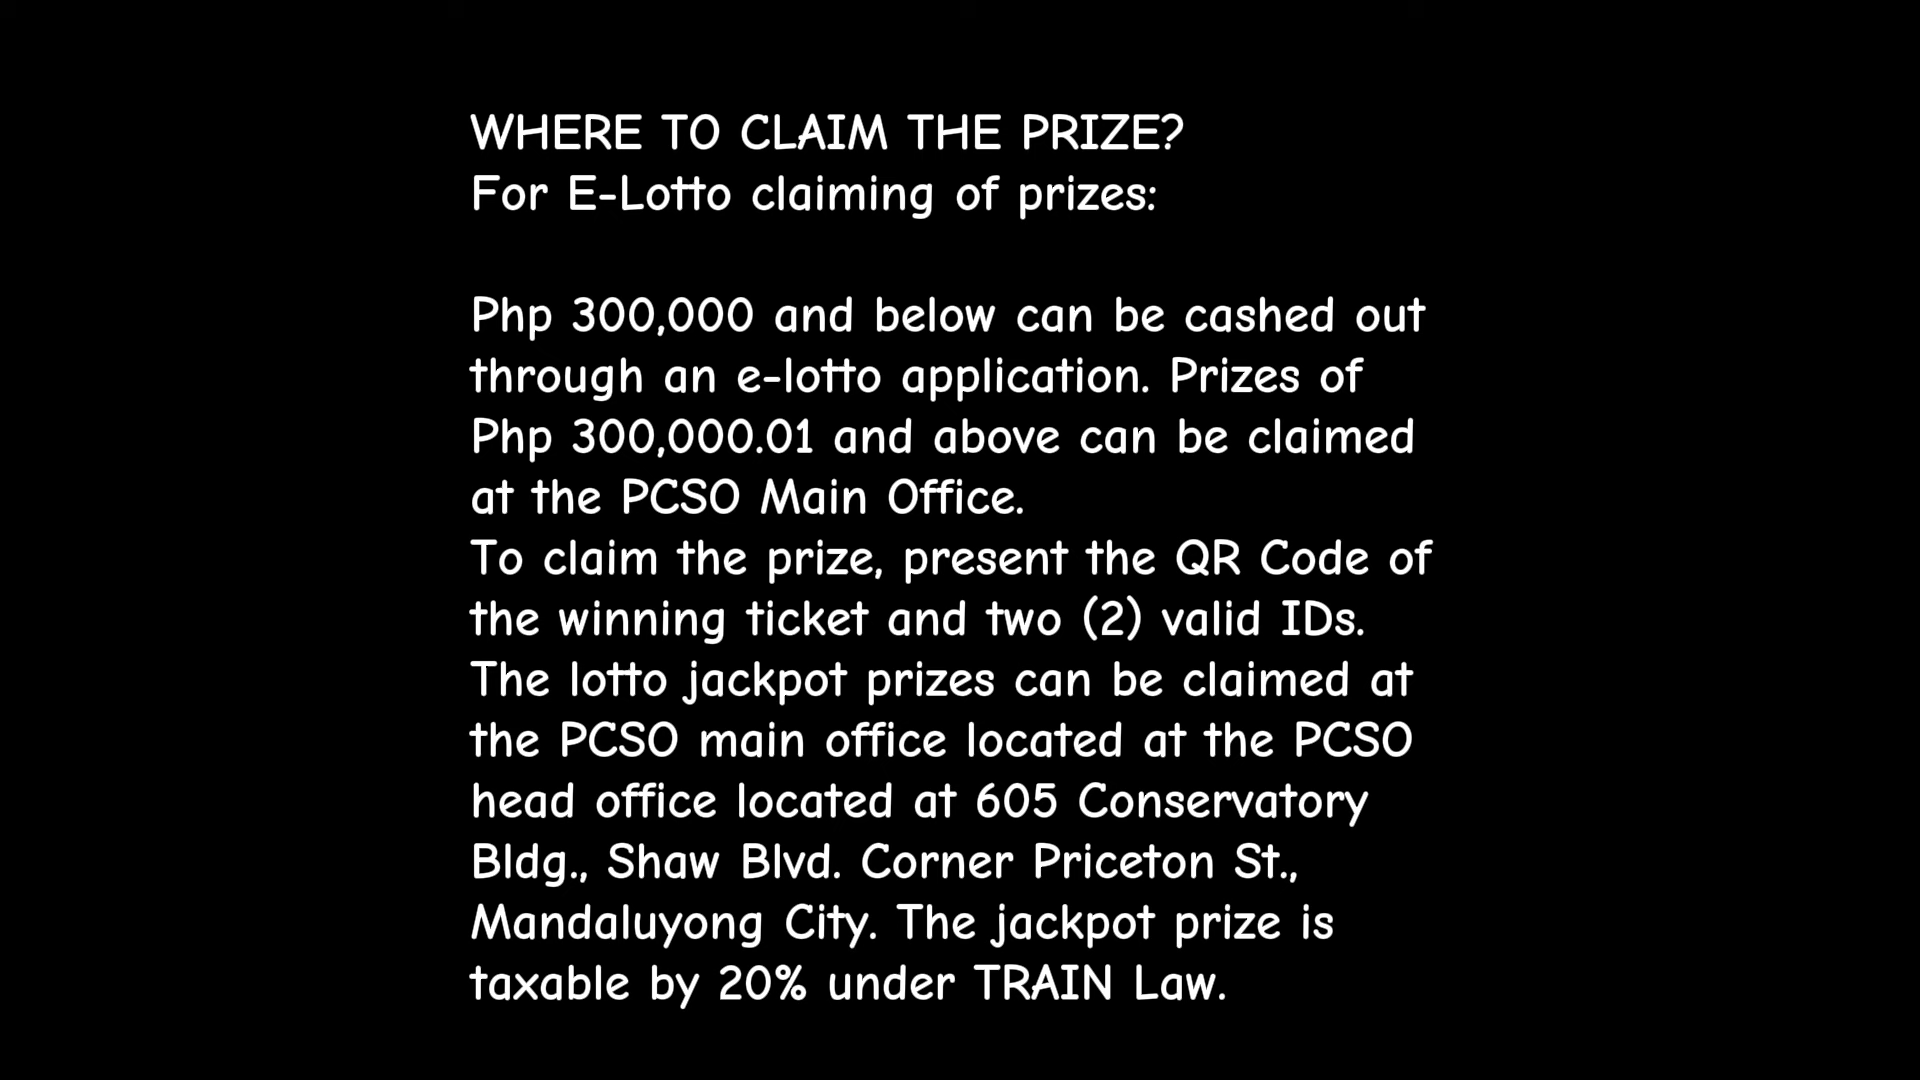 WHERE TO CLAIM THE PRIZE?
For E-Lotto claiming of prizes:
Php 300,000 and below can be cashed out
through an e-lotto application. Prizes of
Php 300,000.01 and above can be claimed
at the PCSO Main Office.
To claim the prize, present the QR Code of
the winning ticket and two (2) valid IDs.
The lotto jackpot prizes can be claimed at
the PCSO main office located at the PCSO
head office located at 605 Conservatory
Bldg., Shaw Blvd. Corner Priceton St.,
Mandaluyong City. The jackpot prize is
taxable by 20% under TRAIN Law.